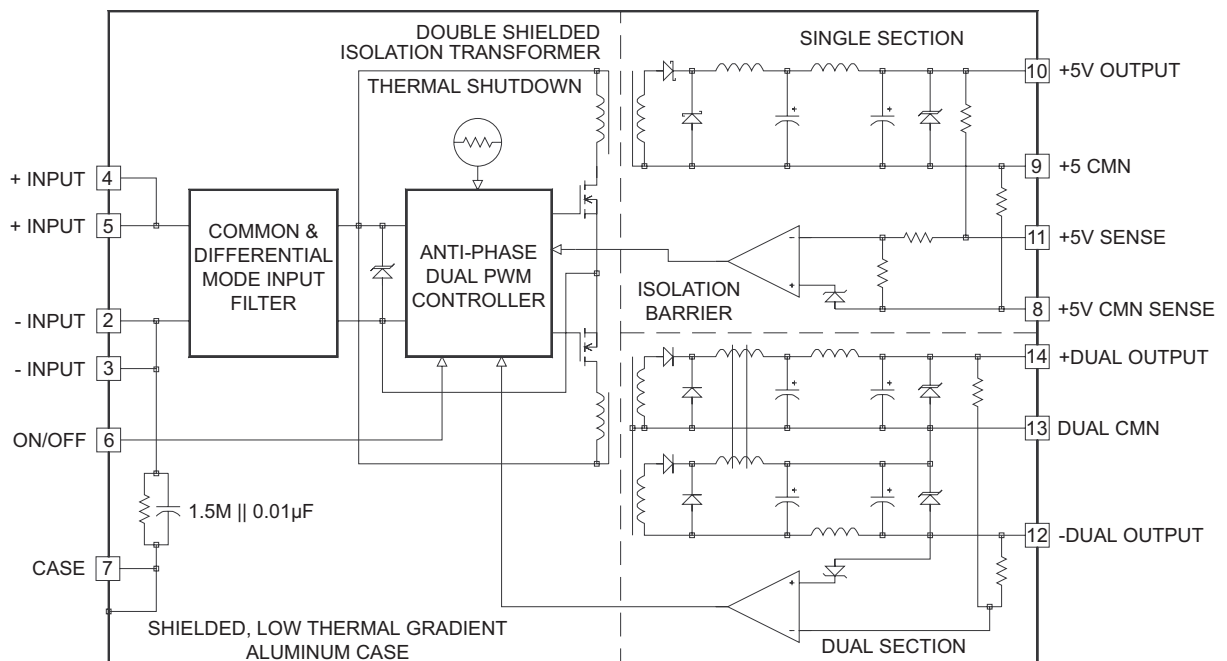 DOUBLE SHIELDED
ISOLATION TRANSFORMER
THERMAL SHUTDOWN
SINGLE SECTION
10 +5V OUTPUT
9 +5 CMN
11 +5V SENSE
8 +5V CMN SENSE
+ INPUT 4
+ INPUT 5
- INPUT 2
- INPUT 3
ON/OFF 6
CASE 7
COMMON &
DIFFERENTIAL
MODE INPUT
FILTER
ANTI-PHASE
DUAL PWM
CONTROLLER
ISOLATION
BARRIER
-
+
+
+
14 +DUAL OUTPUT
13 DUAL CMN
12 -DUAL OUTPUT
+
+
+
+
+
-
1.5M || 0.01µF
SHIELDED, LOW THERMAL GRADIENT
ALUMINUM CASE
DUAL SECTION